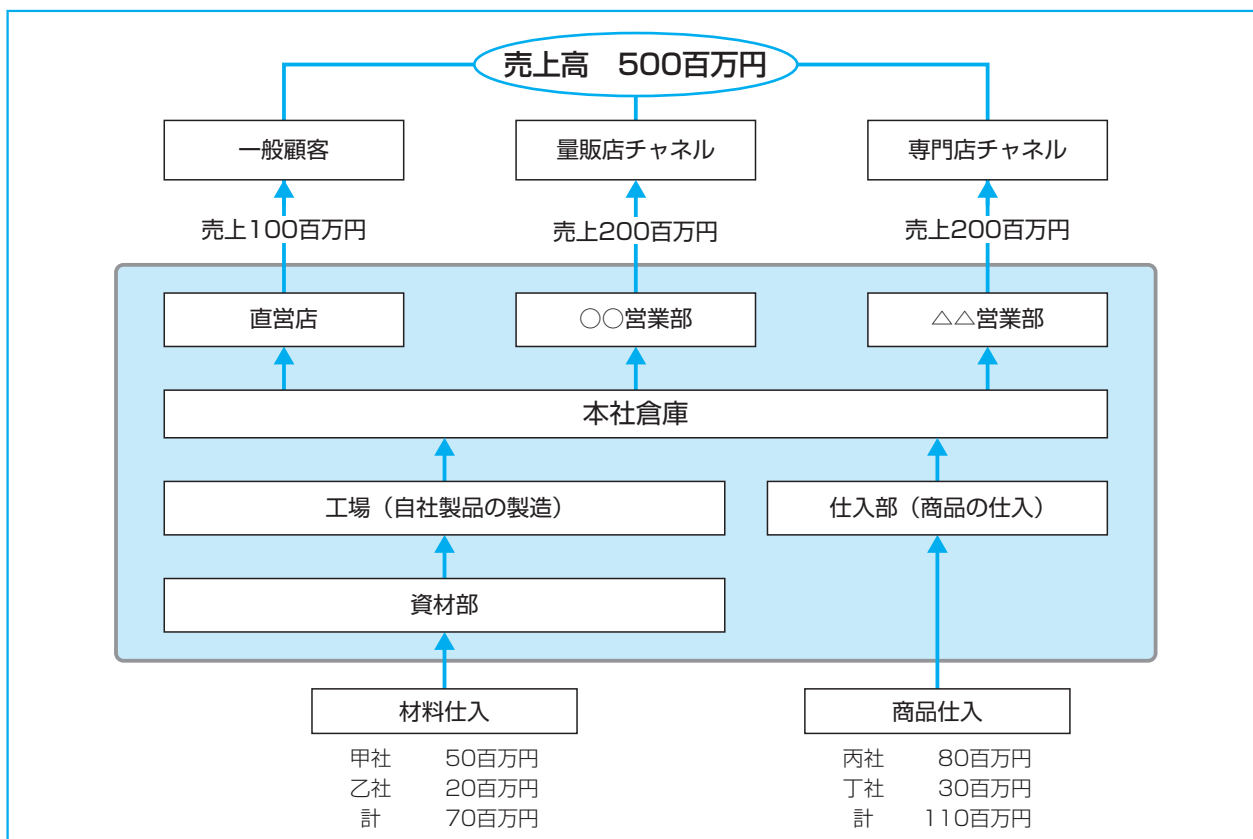 売上高　500百万円
一般顧客
量販店チャネル
専門店チャネル
売上100百万円
売上200百万円
売上200百万円
直営店
○○営業部
△△営業部
本社倉庫
工場（自社製品の製造）
仕入部（商品の仕入）
資材部
材料仕入
商品仕入
甲社　50百万円
乙社　20百万円
計　70百万円
丙社　80百万円
丁社　30百万円
計　110百万円